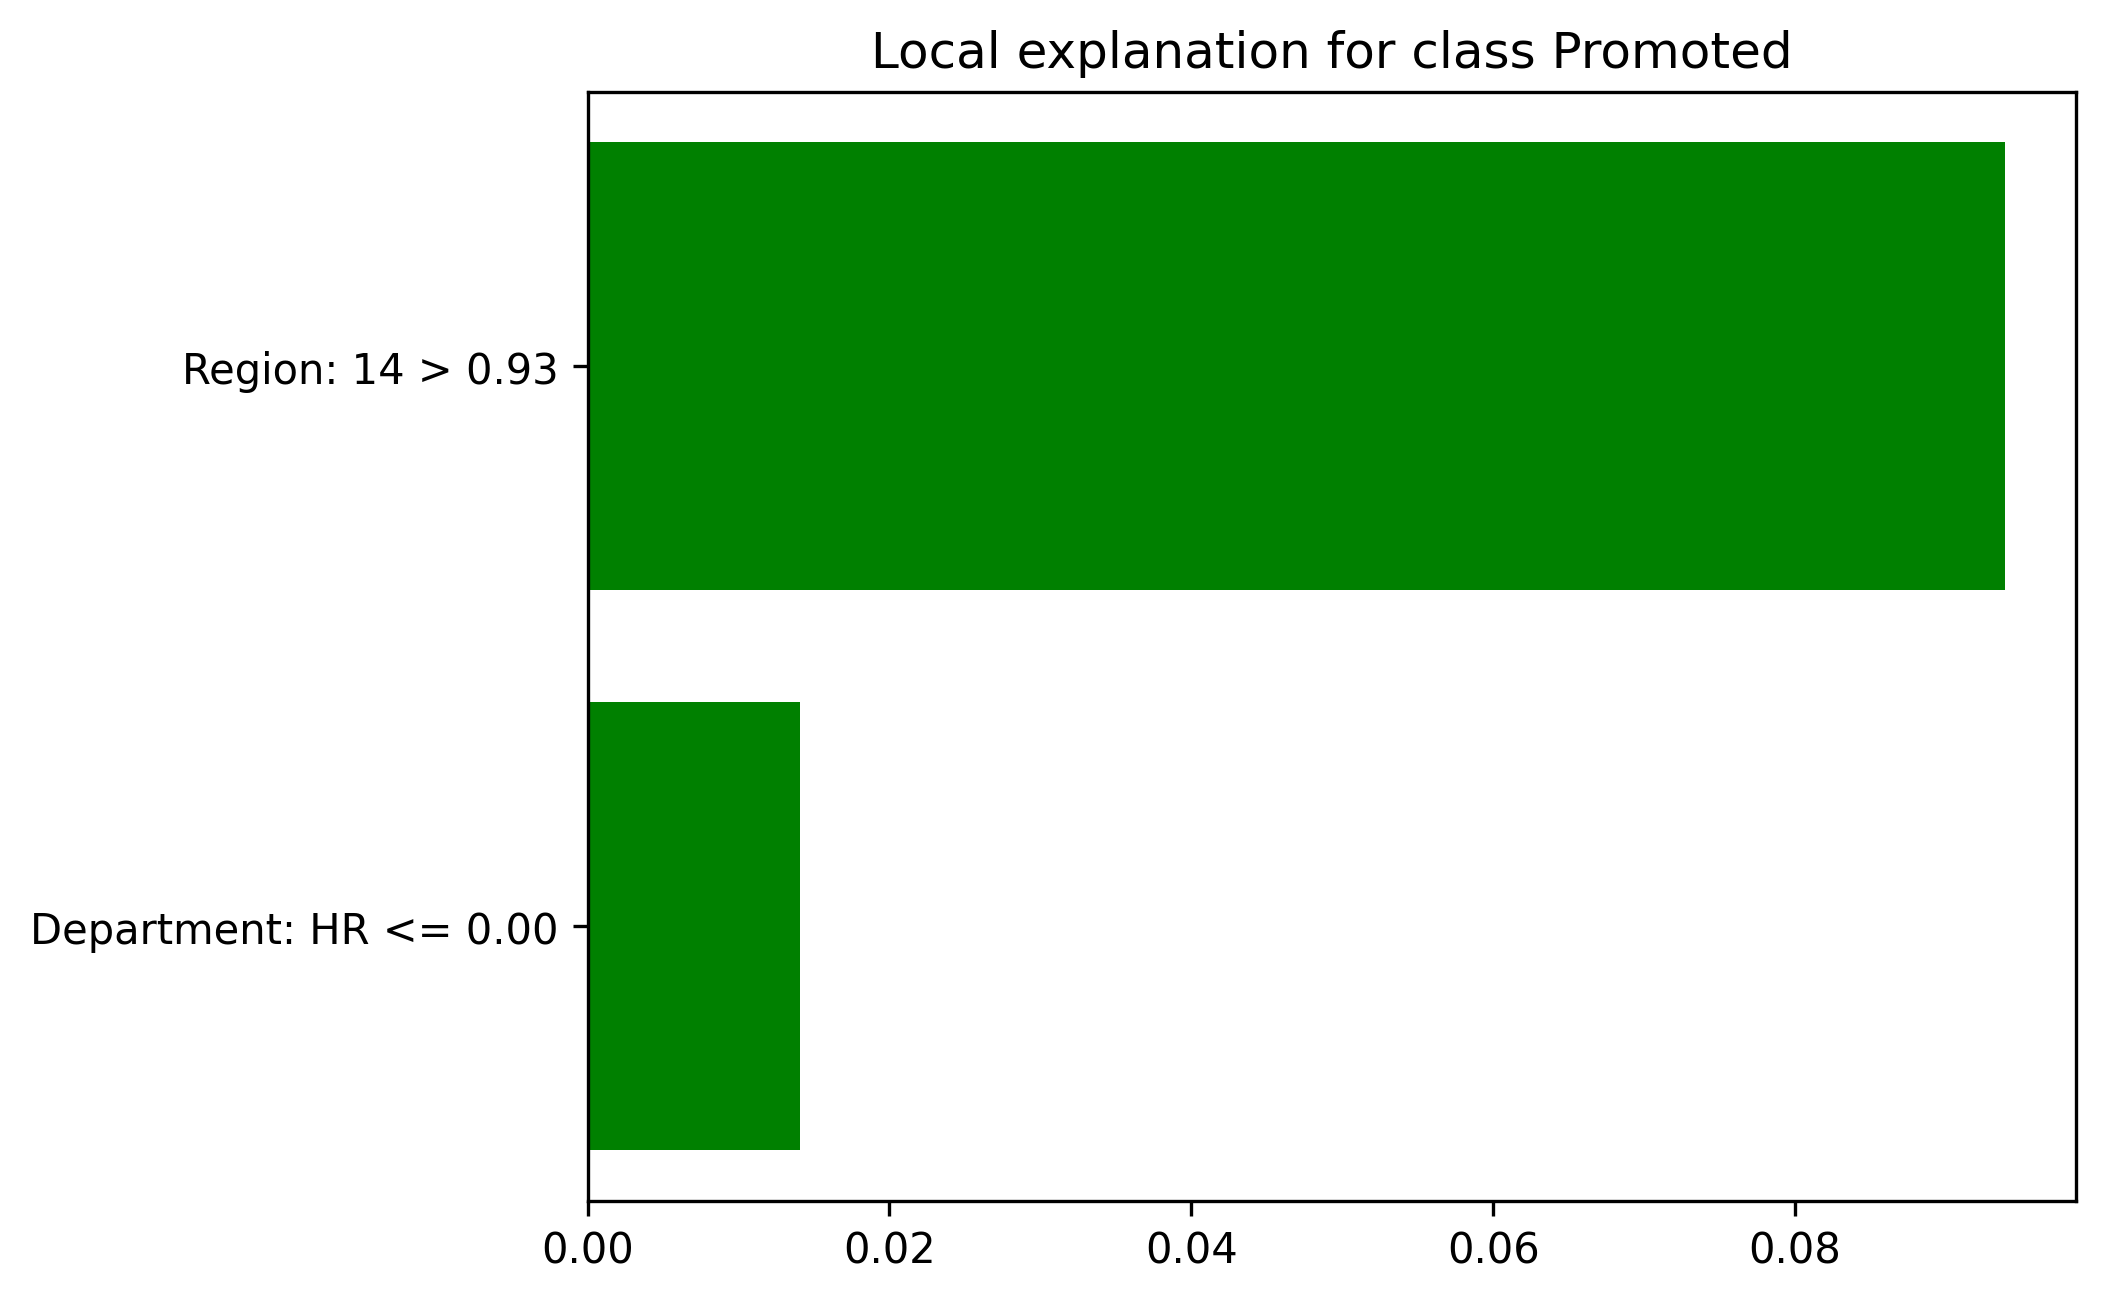 Local explanation for class Promoted
Region: 14 > 0.93
Department: HR <= 0.00
0.00 0.02 0.04 0.06 0.08